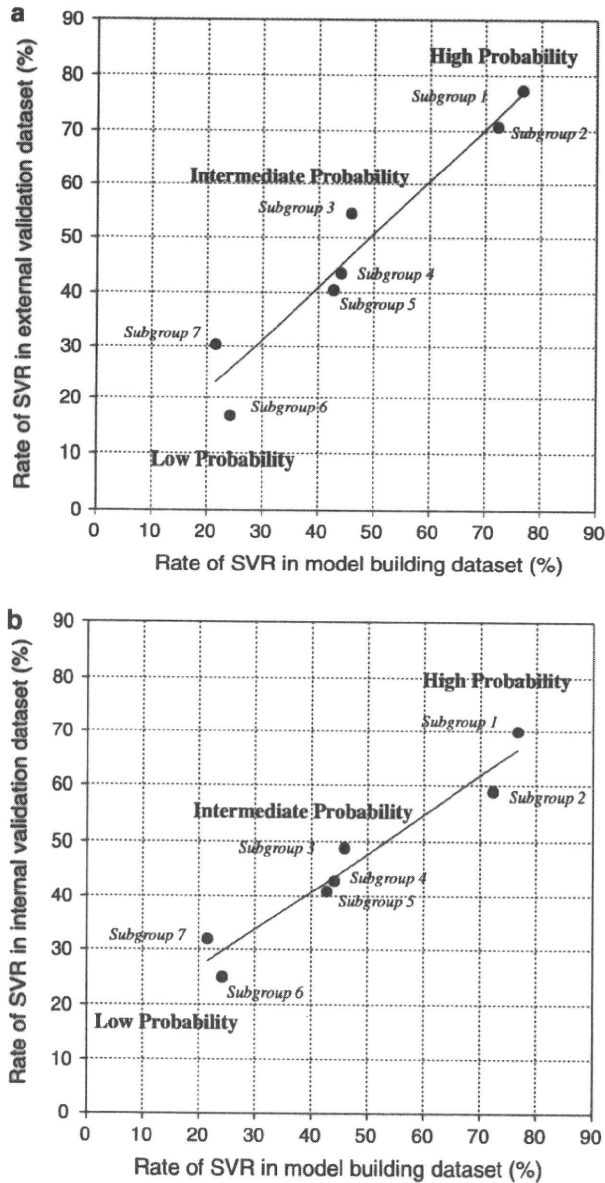 a
90
80
70
60
50
40
30
20
10
0
Rate of SVR in external validation dataset (%)
High Probability
Subgroup 1
Subgroup 2
Intermediate Probability
Subgroup 3
Subgroup 4
Subgroup 5
Subgroup 7
Subgroup 6
Low Probability
0 10 20 30 40 50 60 70 80 90
Rate of SVR in model building dataset (%)
b
90
80
70
60
50
40
30
20
10
0
Rate of SVR in internal validation dataset (%)
High Probability
Subgroup 1
Subgroup 2
Intermediate Probability
Subgroup 3
Subgroup 4
Subgroup 5
Subgroup 7
Subgroup 6
Low Probability
0 10 20 30 40 50 60 70 80 90
Rate of SVR in model building dataset (%)